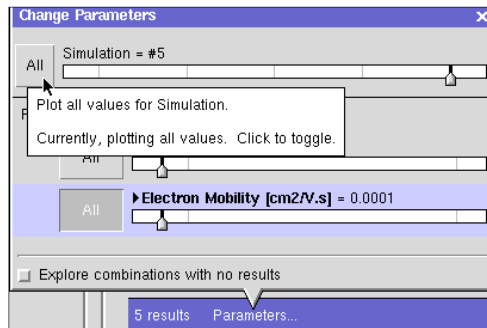 Change Parameters
All
Simulation = #5
Plot all values for Simulation.
Currently, plotting all values. Click to toggle.
All
All
Electron Mobility [cm2/V.s] = 0.0001
Explore combinations with no results
5 results Parameters...